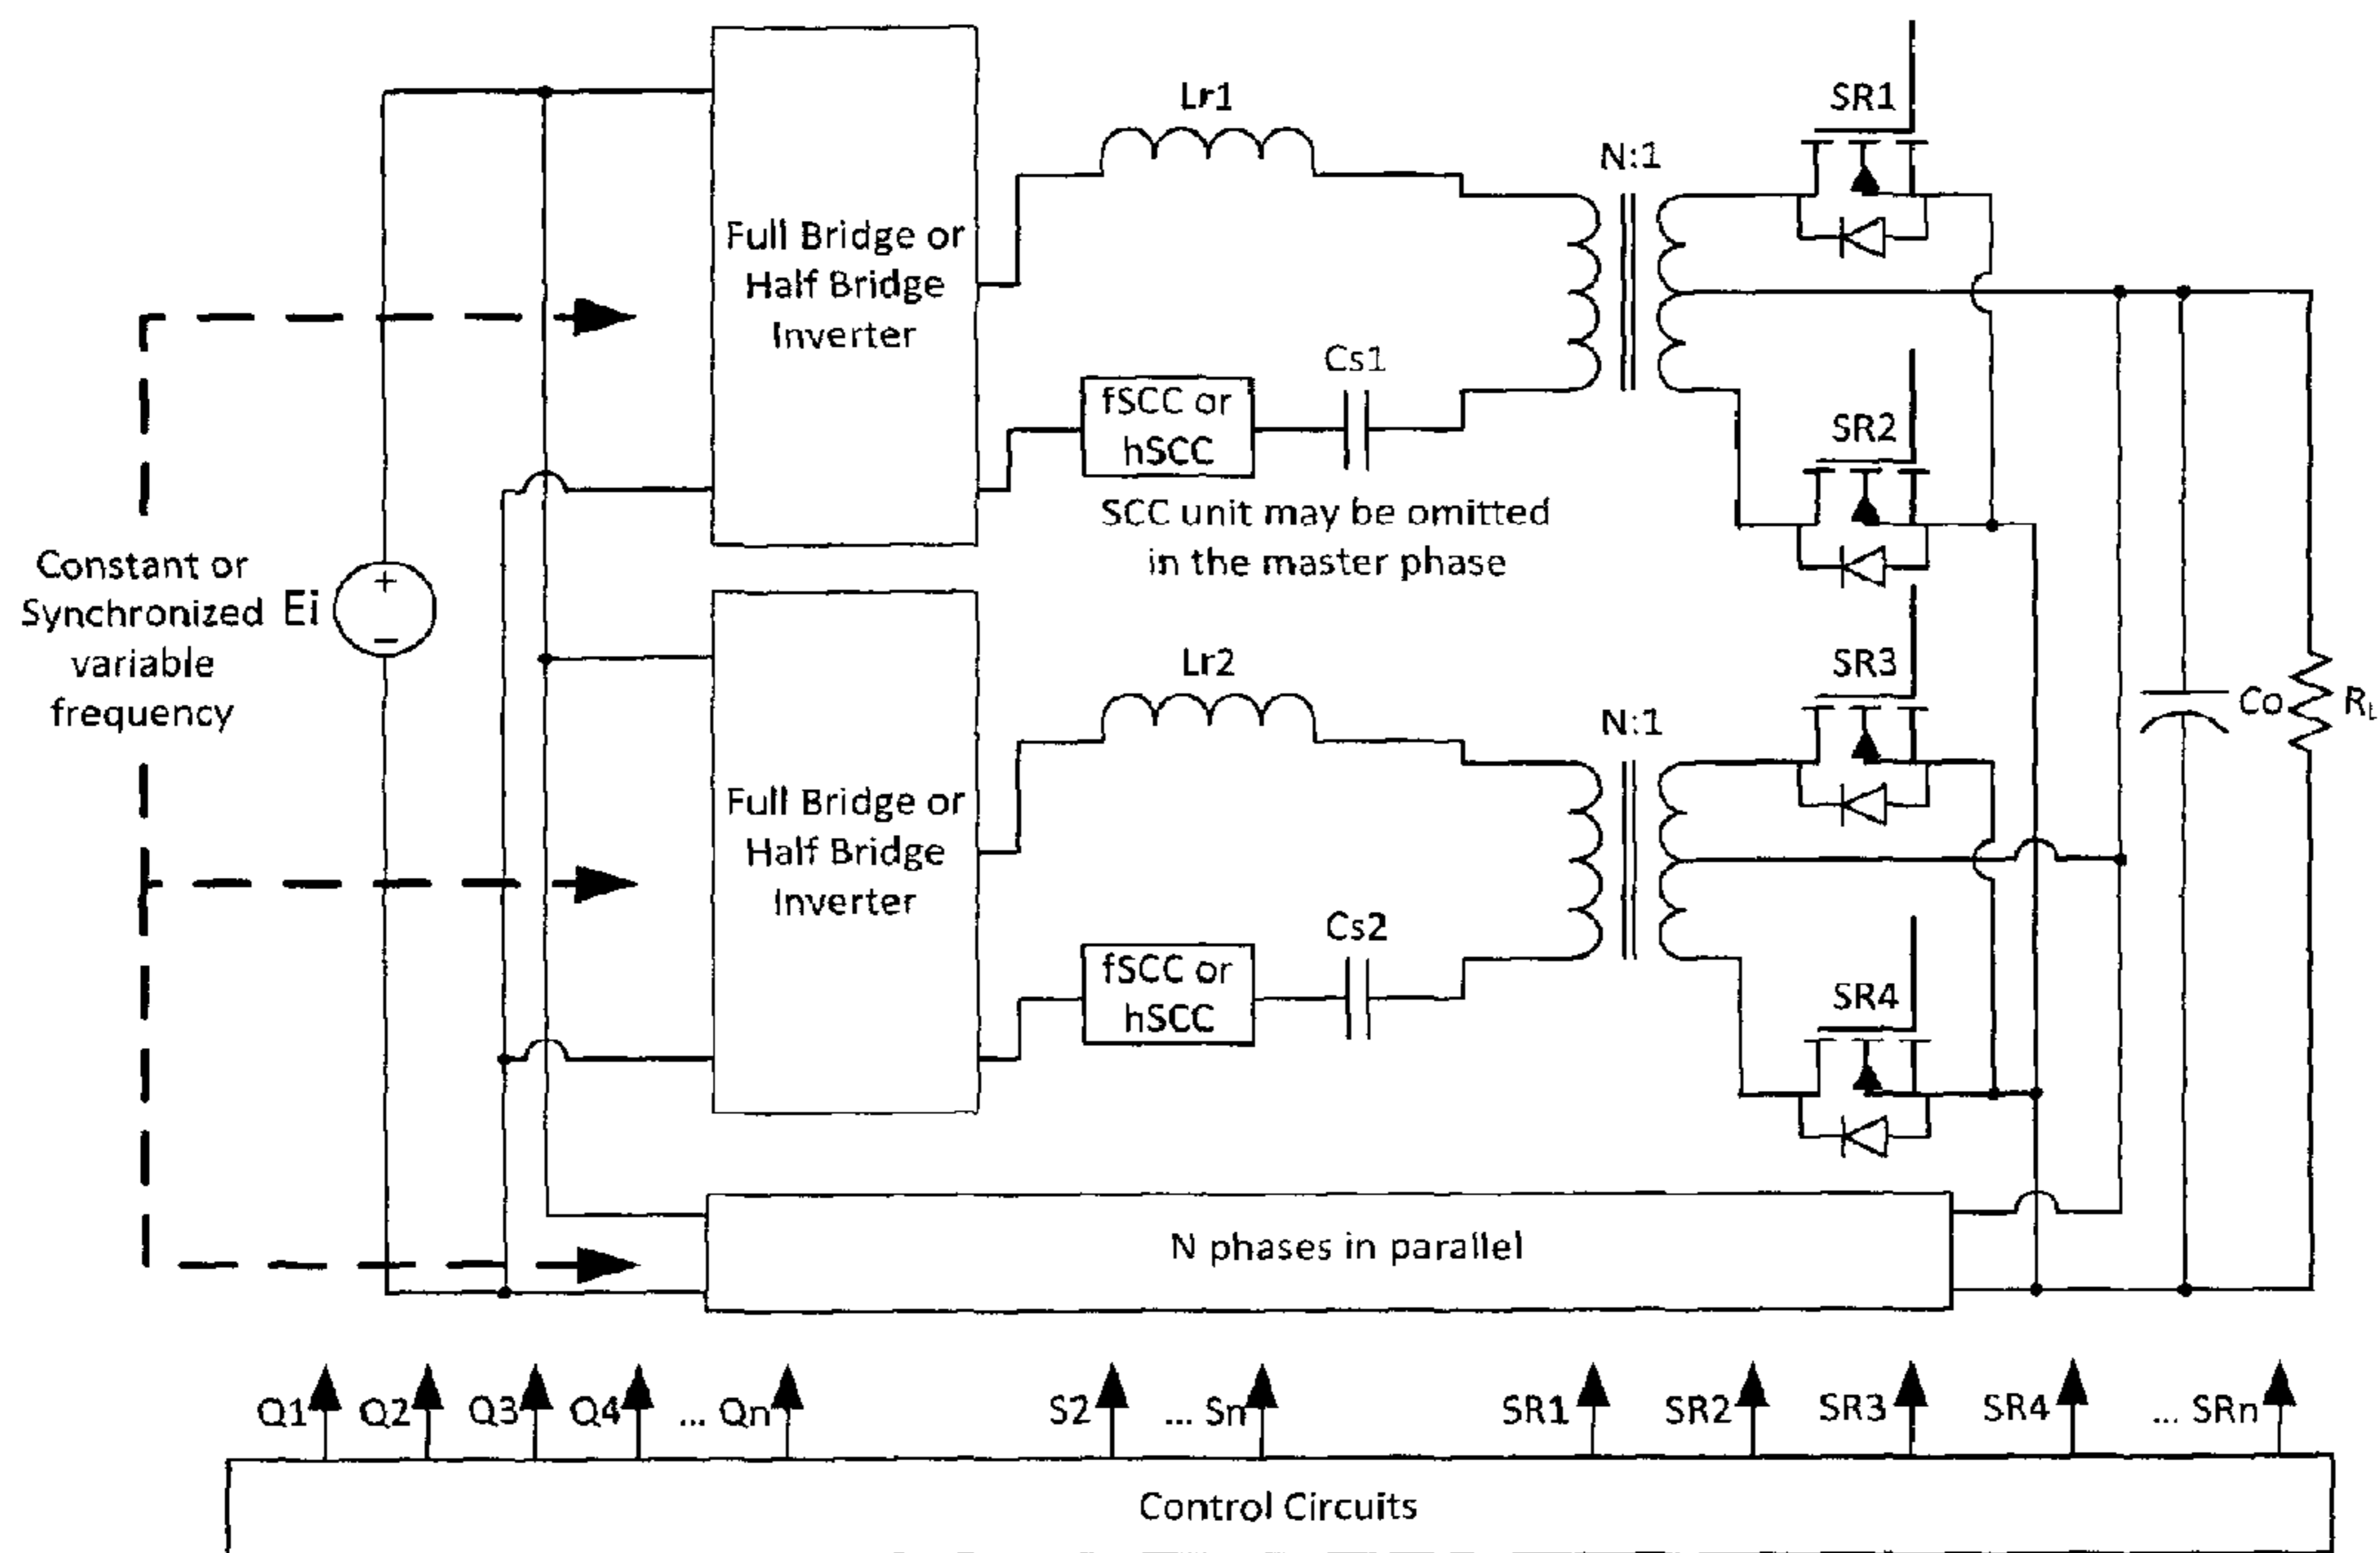 Lr1
SR1
N:1
Full Bridge or
Half Bridge
Inverter
Cs1
fSCC or
hSCC
SR2
SCC unit may be omitted
in the master phase
Constant or
Synchronized
variable
frequency
Ei
+
−
Lr2
SR3
N:1
Full Bridge or
Half Bridge
Inverter
Co
RL
Cs2
fSCC or
hSCC
SR4
N phases in parallel
Q1 Q2 Q3 Q4 ... Qn S2 ... Sn SR1 SR2 SR3 SR4 ... SRn
Control Circuits